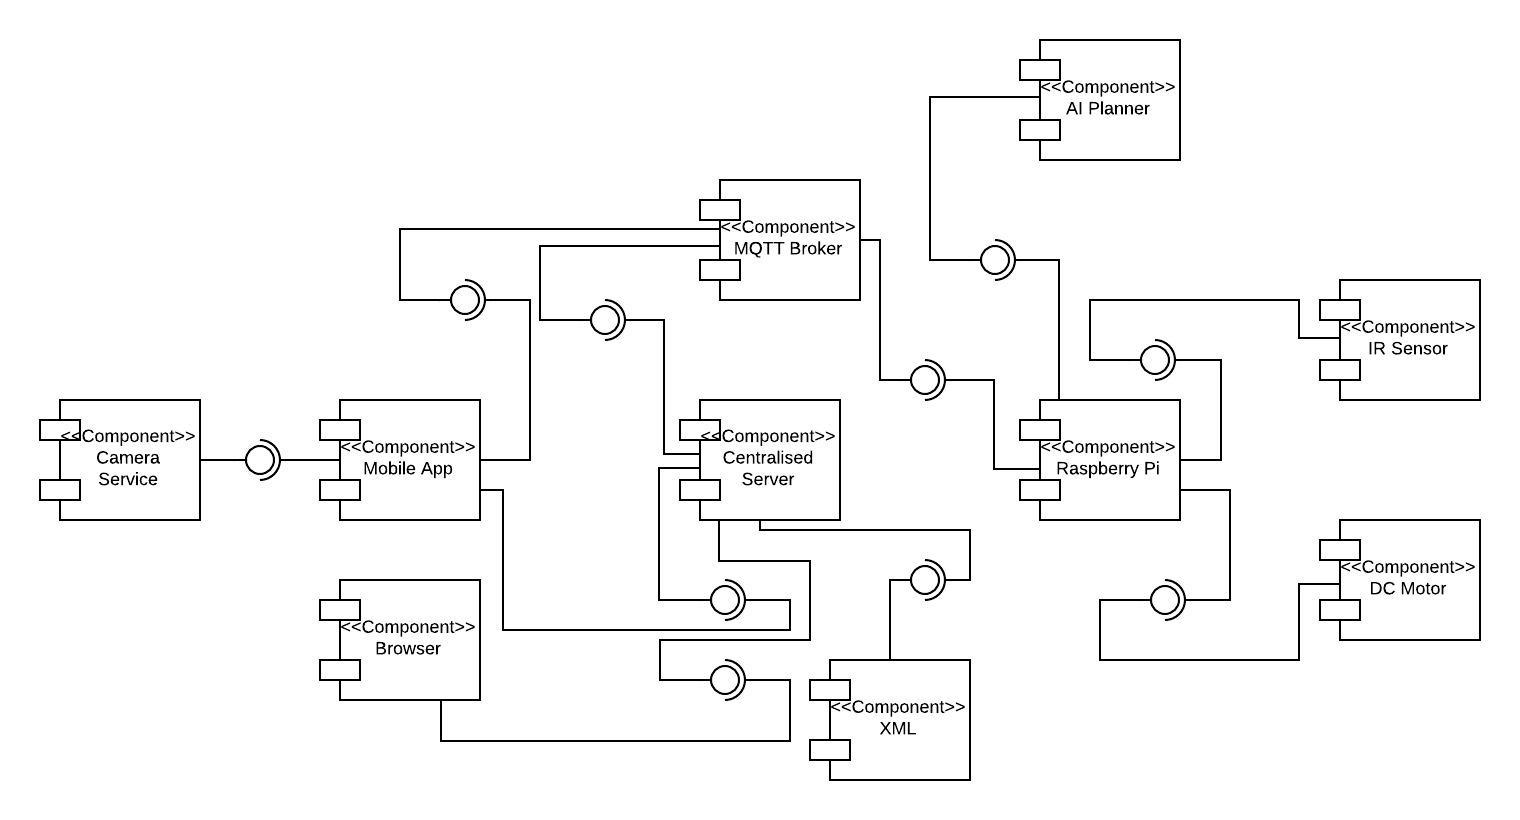 <<Component>>
AI Planner
<<Component>>
MQTT Broker
<<Component>>
IR Sensor
<<Component>>
Camera
Service
<<Component>>
Mobile App
<<Component>>
Centralised
Server
<<Component>>
Raspberry Pi
<<Component>>
DC Motor
<<Component>>
Browser
<<Component>>
XML